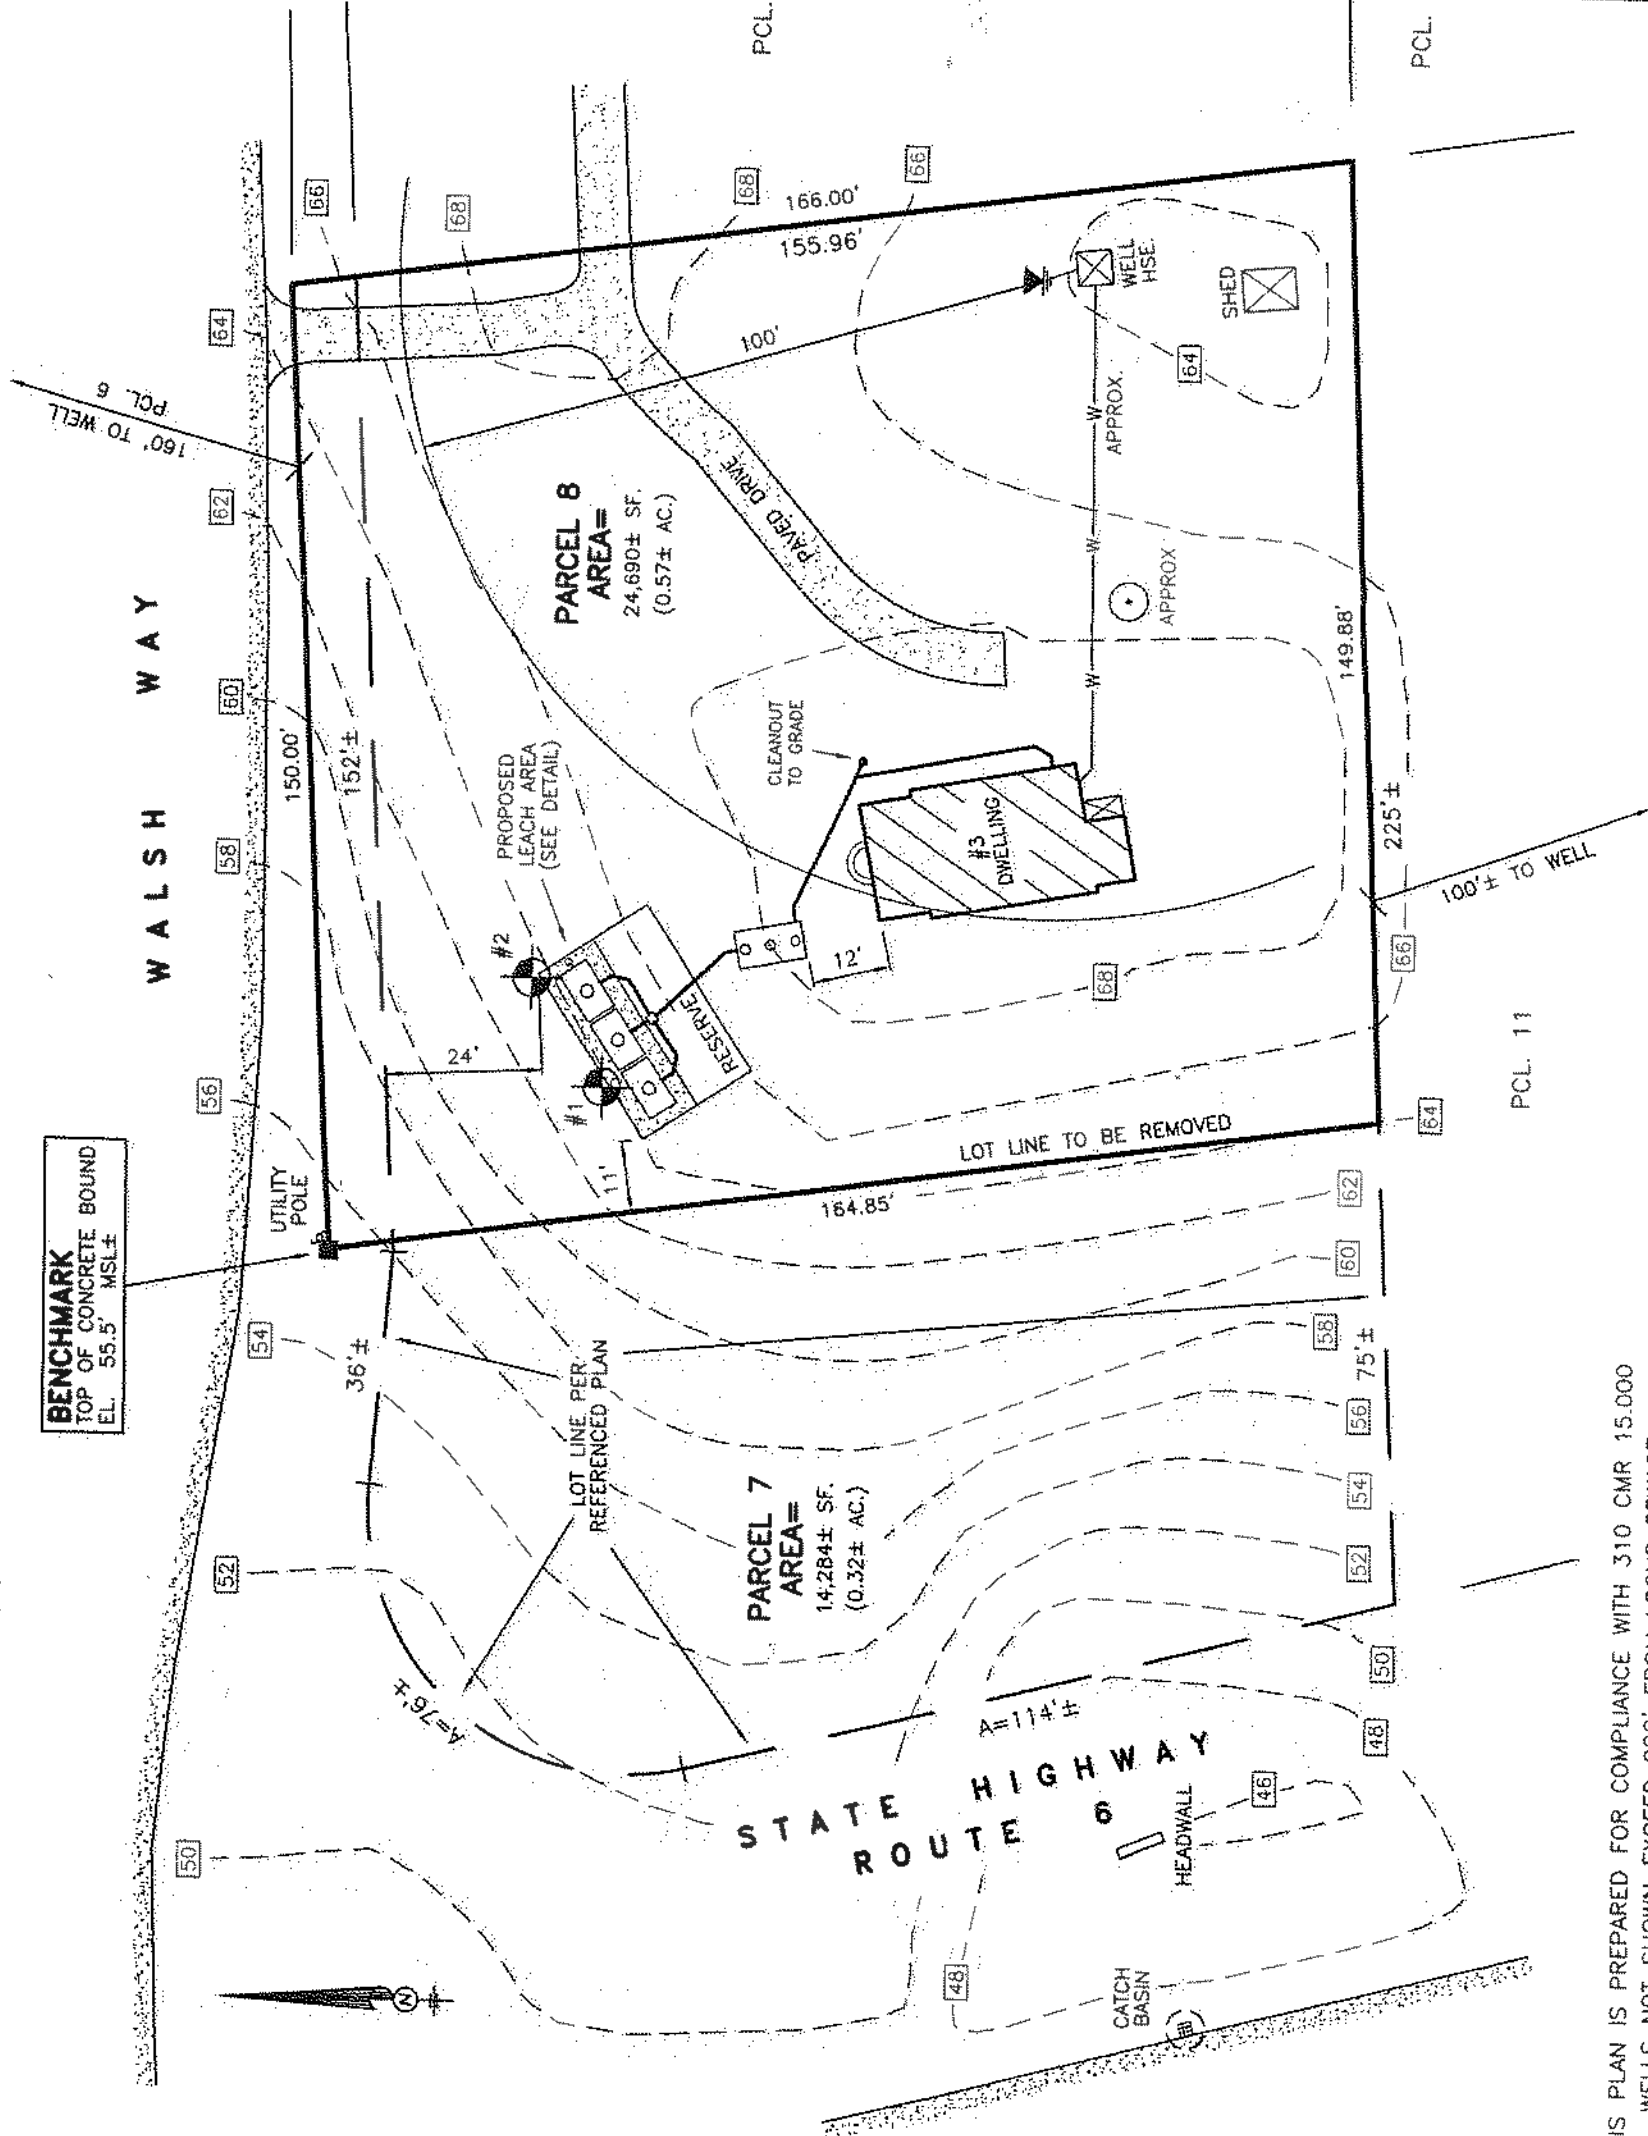 WALSH WAY
BENCHMARK
TOP OF CONCRETE BOUND
EL. 55.5' MSL±
UTILITY
POLE
150.00'
152'±
160' TO WELL
PCL. 6
50
52
54
56
58
60
62
64
66
68
36'±
A=76'±
24'
11'
#1
#2
PROPOSED
LEACH AREA
(SEE DETAIL)
RESERVE
PARCEL 8
AREA=
24,690± SF.
(0.57± AC.)
PAVED DRIVE
100'
68
166.00'
155.96'
66
PCL.
PCL.
CLEANOUT
TO GRADE
12'
#3
DWELLING
APPROX.
W
W
W
APPROX
WELL
HSE.
SHED
64
LOT LINE TO BE REMOVED
164.85'
149.88'
225'±
100'± TO WELL
PCL. 11
LOT LINE PER
REFERENCED PLAN
PARCEL 7
AREA=
14,284± SF.
(0.32± AC.)
A=114'±
75'±
68
66
64
62
60
58
56
54
52
50
48
46
48
STATE HIGHWAY
ROUTE 6
HEADWALL
CATCH
BASIN
N
IS PLAN IS PREPARED FOR COMPLIANCE WITH 310 CMR 15.000